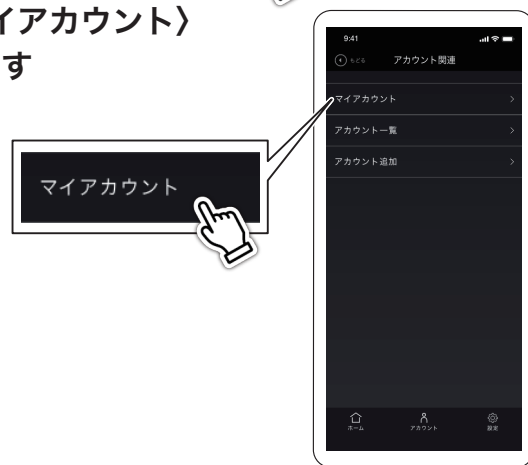 イアカウント〉
す
マイアカウント
9:41
もどる
アカウント関連
マイアカウント
アカウント一覧
アカウント追加
ホーム
アカウント
設定